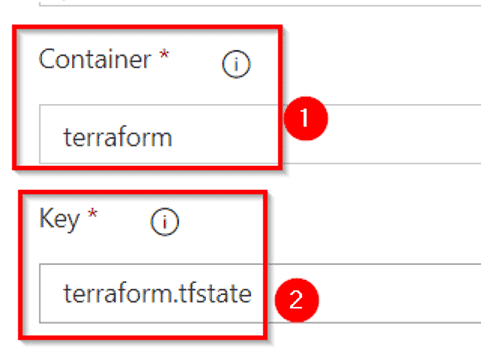 Container *
terraform
1
Key *
terraform.tfstate
2